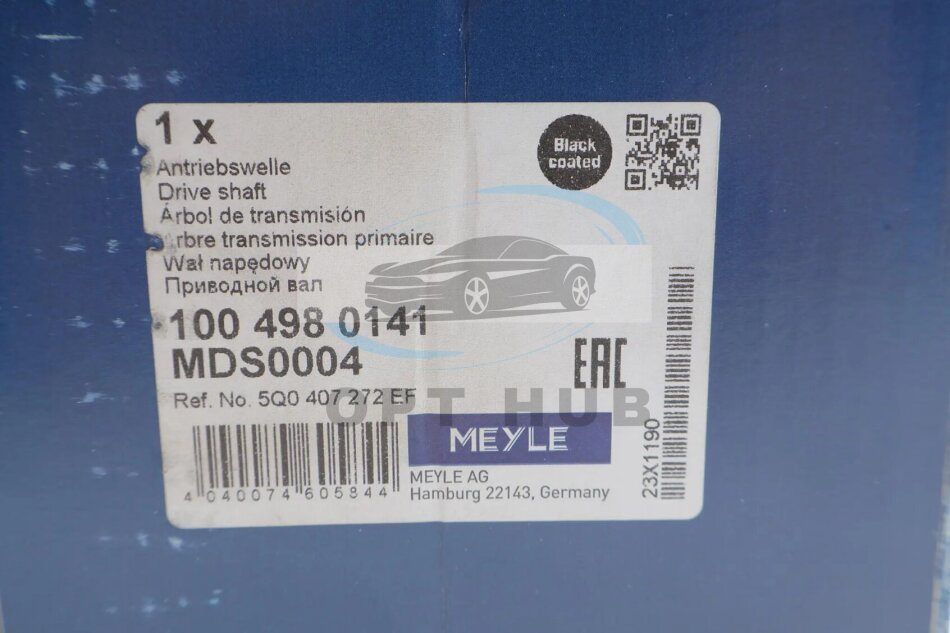 1 x
Black
coated
Antriebswelle
Drive shaft
Árbol de transmisión
Arbre transmission primaire
Wał napędowy
Приводной вал
100 498 0141
MDS0004
EAC
Ref. No. 5Q0 407 272 EF
OPT HUB
MEYLE
MEYLE AG
Hamburg 22143, Germany
4 040074 605844
23X1190